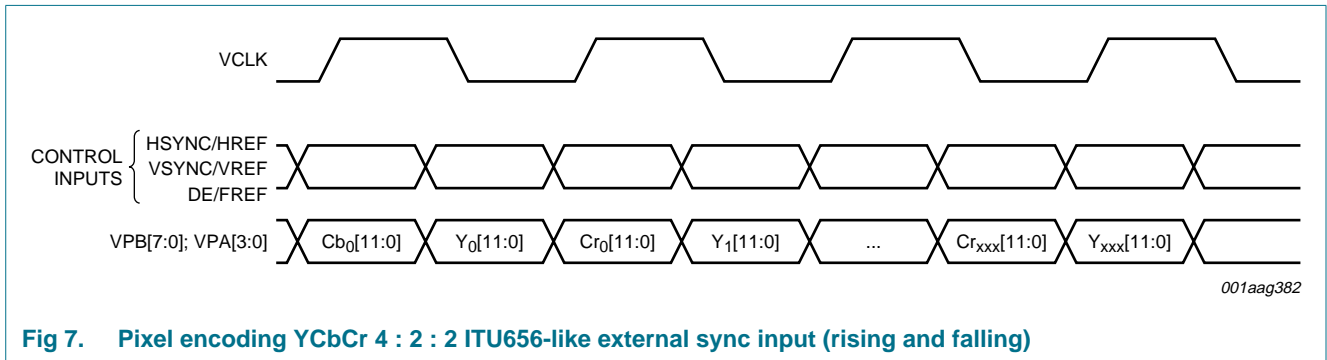 VCLK
CONTROL INPUTS
HSYNC/HREF
VSYNC/VREF
DE/FREF
VPB[7:0]; VPA[3:0] Cb0[11:0] Y0[11:0] Cr0[11:0] Y1[11:0] ... Crxxx[11:0] Yxxx[11:0]
001aag382
Fig 7. Pixel encoding YCbCr 4 : 2 : 2 ITU656-like external sync input (rising and falling)